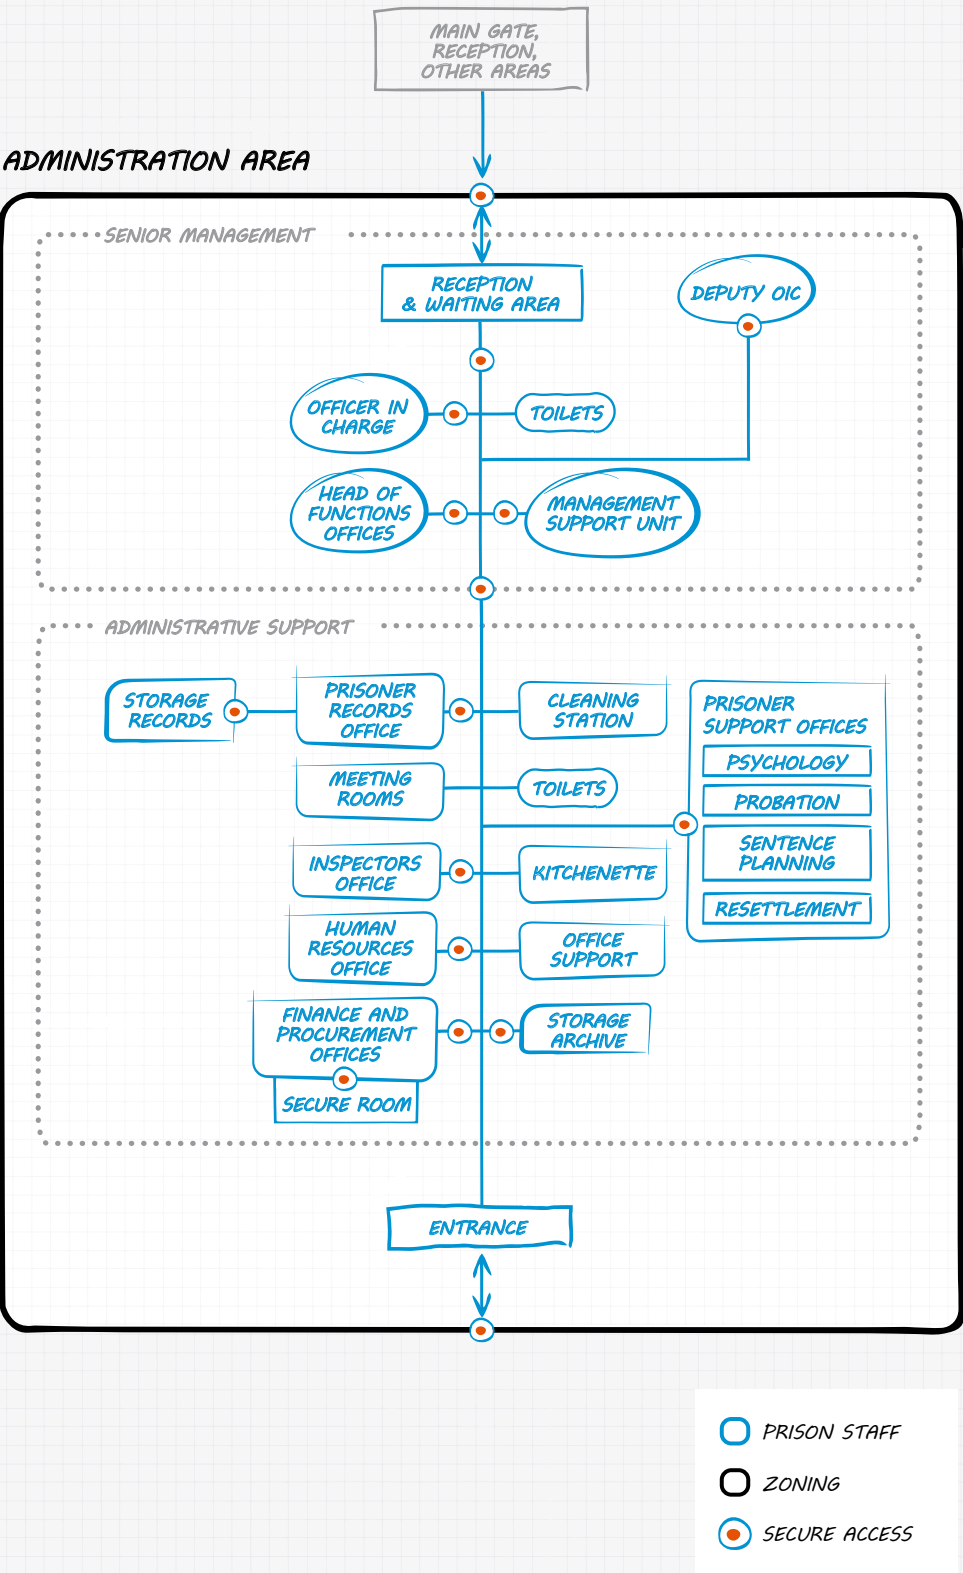 MAIN GATE,
RECEPTION,
OTHER AREAS
ADMINISTRATION AREA
SENIOR MANAGEMENT
RECEPTION
& WAITING AREA
DEPUTY OIC
OFFICER IN
CHARGE
TOILETS
HEAD OF
FUNCTIONS
OFFICES
MANAGEMENT
SUPPORT UNIT
ADMINISTRATIVE SUPPORT
STORAGE
RECORDS
PRISONER
RECORDS
OFFICE
CLEANING
STATION
PRISONER
SUPPORT OFFICES
PSYCHOLOGY
PROBATION
SENTENCE
PLANNING
RESETTLEMENT
MEETING
ROOMS
TOILETS
INSPECTORS
OFFICE
KITCHENETTE
HUMAN
RESOURCES
OFFICE
OFFICE
SUPPORT
FINANCE AND
PROCUREMENT
OFFICES
STORAGE
ARCHIVE
SECURE ROOM
ENTRANCE
PRISON STAFF
ZONING
SECURE ACCESS